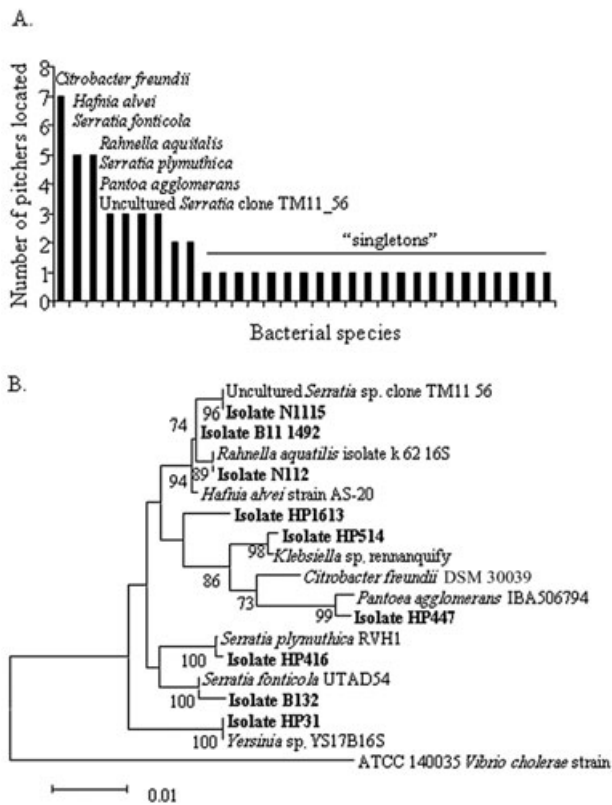 A.
Number of pitchers located
8
7
6
5
4
3
2
1
0
Citrobacter freundii
Hafnia alvei
Serratia fonticola
Rahnella aquitalis
Serratia plymuthica
Pantoa agglomerans
Uncultured Serratia clone TM11_56
“singletons”
Bacterial species
B.
Uncultured Serratia sp. clone TM11 56
96
Isolate N1115
74
Isolate B11 1492
Rahnella aquatilis isolate k 62 16S
89
Isolate N112
94
Hafnia alvei strain AS-20
Isolate HP1613
Isolate HP514
98
Klebsiella sp. rennanquify
86
Citrobacter freundii DSM 30039
73
Pantoea agglomerans IBA506794
99
Isolate HP447
Serratia plymuthica RVH1
100
Isolate HP416
Serratia fonticola UTAD54
100
Isolate B132
Isolate HP31
100
Yersinia sp. YS17B16S
ATCC 140035 Vibrio cholerae strain
0.01